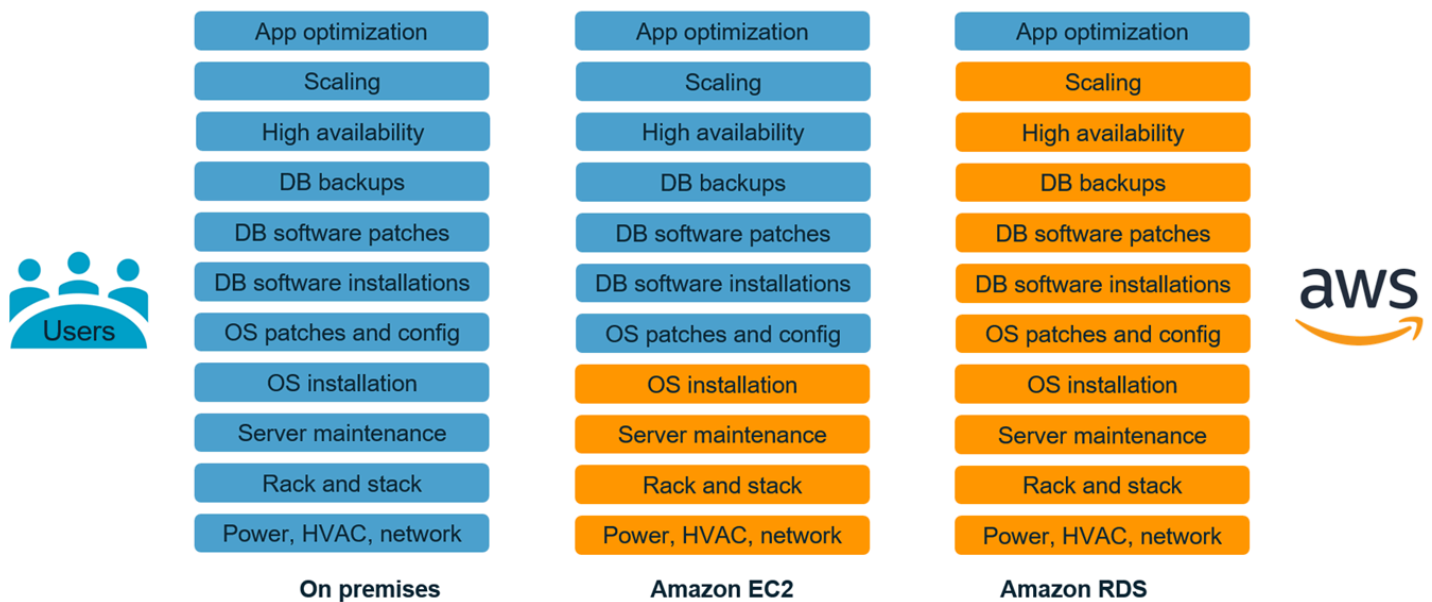 App optimization
Scaling
High availability
DB backups
DB software patches
DB software installations
OS patches and config
OS installation
Server maintenance
Rack and stack
Power, HVAC, network
On premises
App optimization
Scaling
High availability
DB backups
DB software patches
DB software installations
OS patches and config
OS installation
Server maintenance
Rack and stack
Power, HVAC, network
Amazon EC2
App optimization
Scaling
High availability
DB backups
DB software patches
DB software installations
OS patches and config
OS installation
Server maintenance
Rack and stack
Power, HVAC, network
Amazon RDS
Users
aws